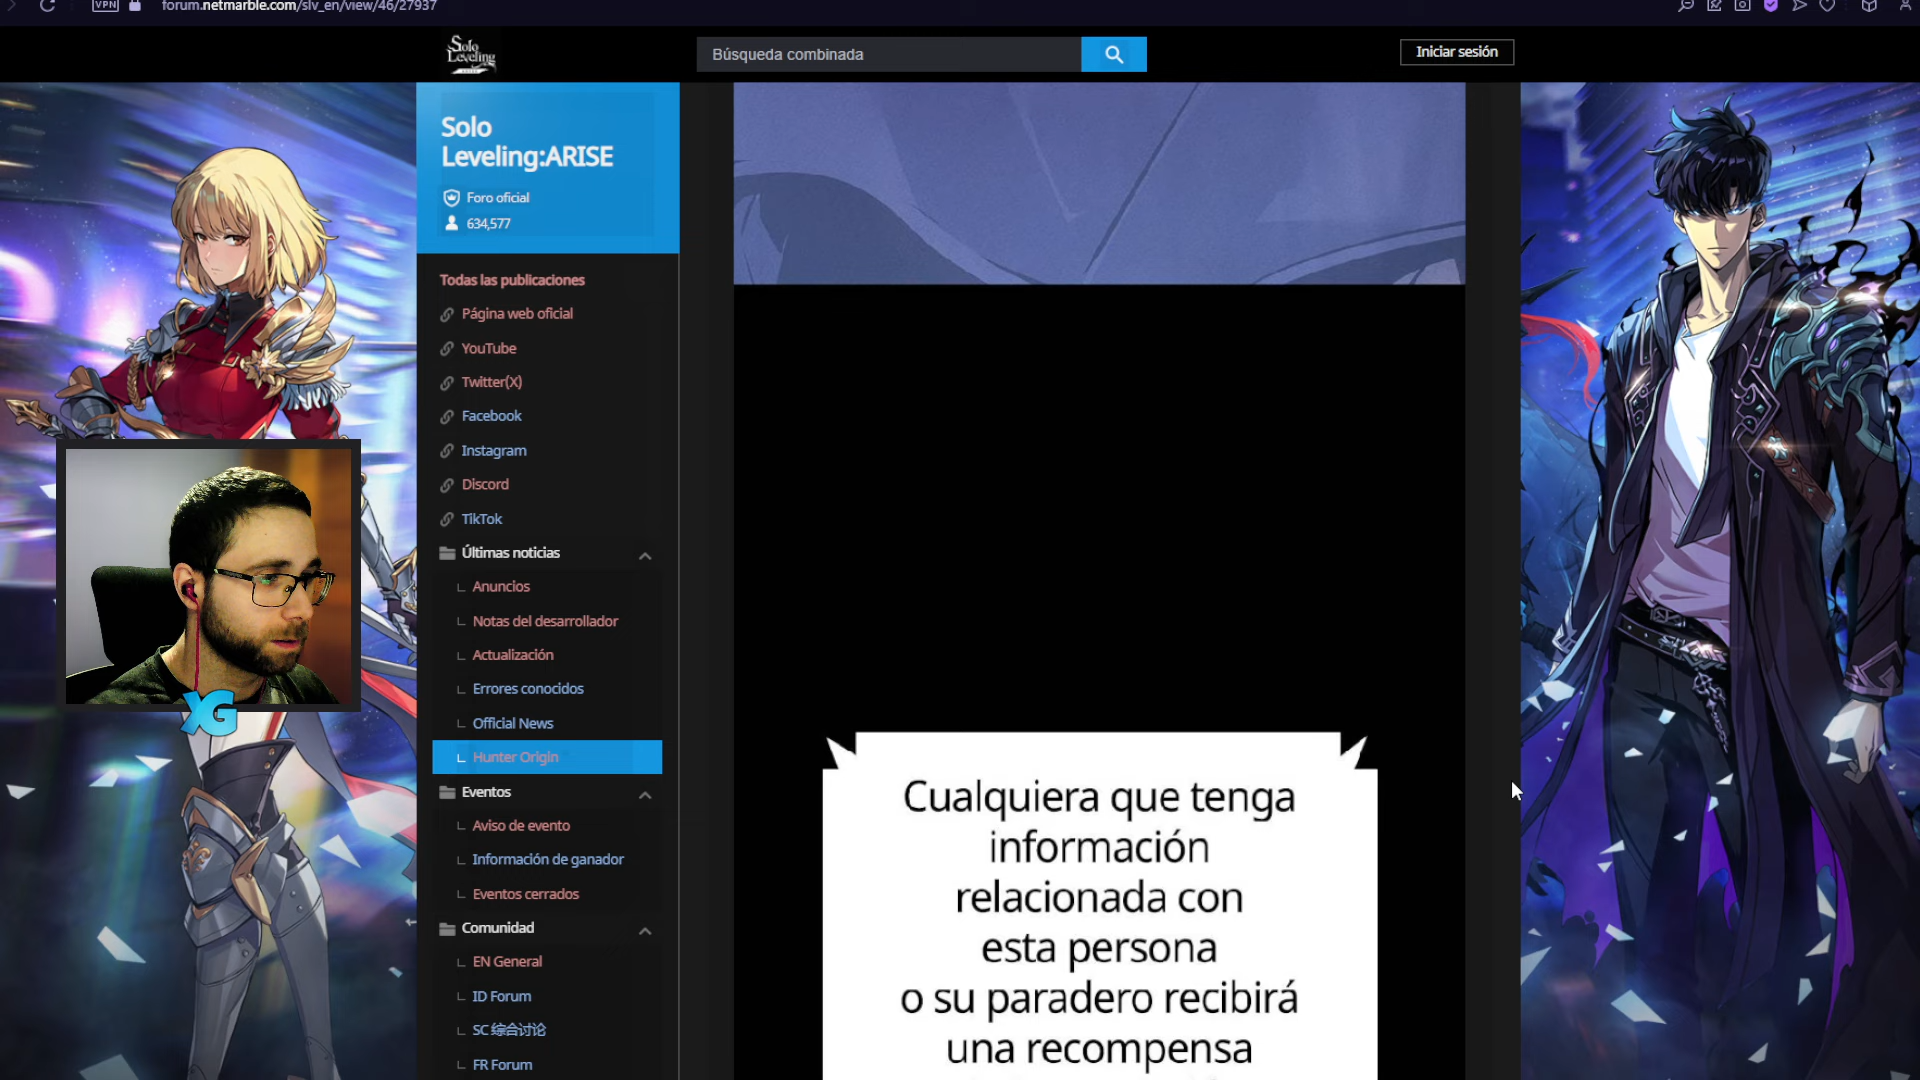 VPN
forum.netmarble.com/slv_en/view/46/27937
Solo
Leveling
ARISE
Búsqueda combinada
Iniciar sesión
Solo
Leveling:ARISE
Foro oficial
634,577
Todas las publicaciones
Página web oficial
YouTube
Twitter(X)
Facebook
Instagram
Discord
TikTok
Últimas noticias
Anuncios
Notas del desarrollador
Actualización
Errores conocidos
Official News
Hunter Origin
Eventos
Aviso de evento
Información de ganador
Eventos cerrados
Comunidad
EN General
ID Forum
SC 综合讨论
FR Forum
XG
Cualquiera que tenga
información
relacionada con
esta persona
o su paradero recibirá
una recompensa